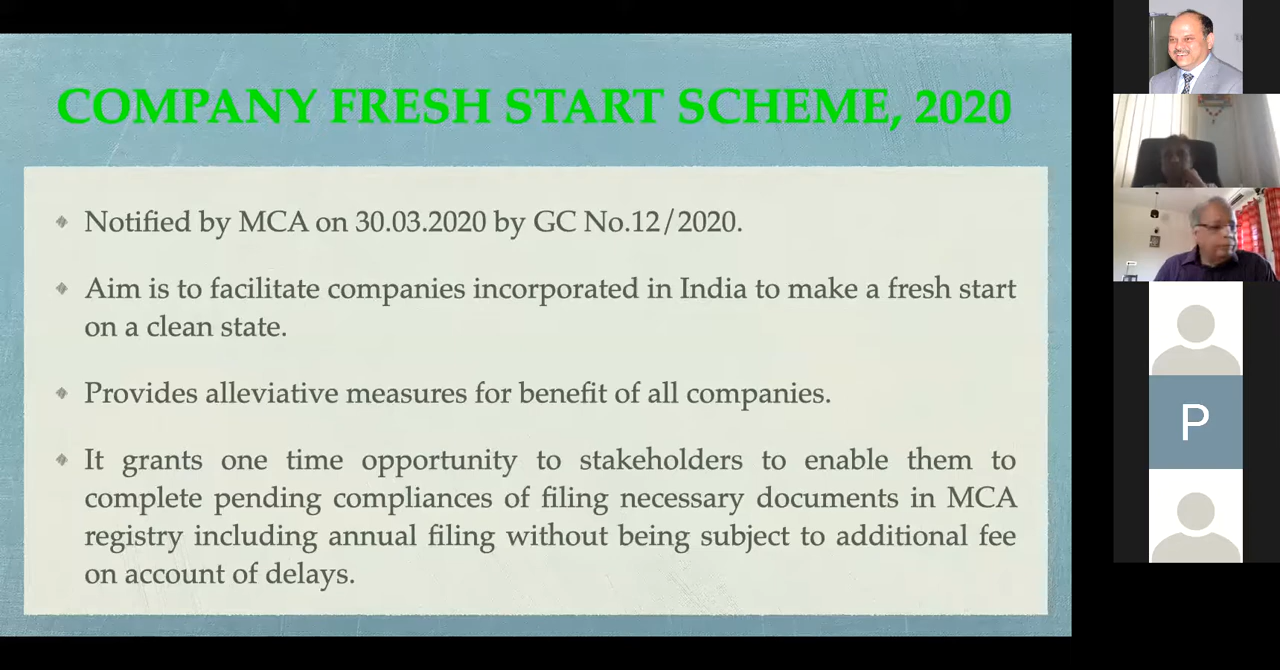 COMPANY FRESH START SCHEME, 2020
Notified by MCA on 30.03.2020 by GC No.12/2020.
Aim is to facilitate companies incorporated in India to make a fresh start
on a clean state.
Provides alleviative measures for benefit of all companies.
It grants one time opportunity to stakeholders to enable them to
complete pending compliances of filing necessary documents in MCA
registry including annual filing without being subject to additional fee
on account of delays.
P